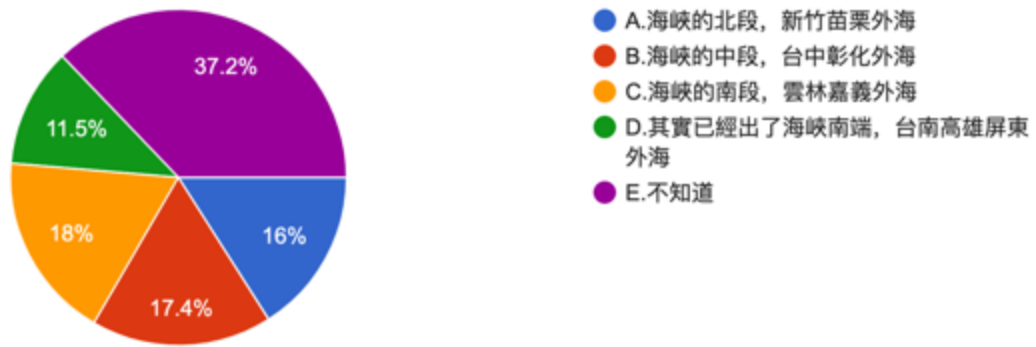 37.2%
11.5%
18%
17.4%
16%
A.海峽的北段，新竹苗栗外海
B.海峽的中段，台中彰化外海
C.海峽的南段，雲林嘉義外海
D.其實已經出了海峽南端，台南高雄屏東
外海
E.不知道